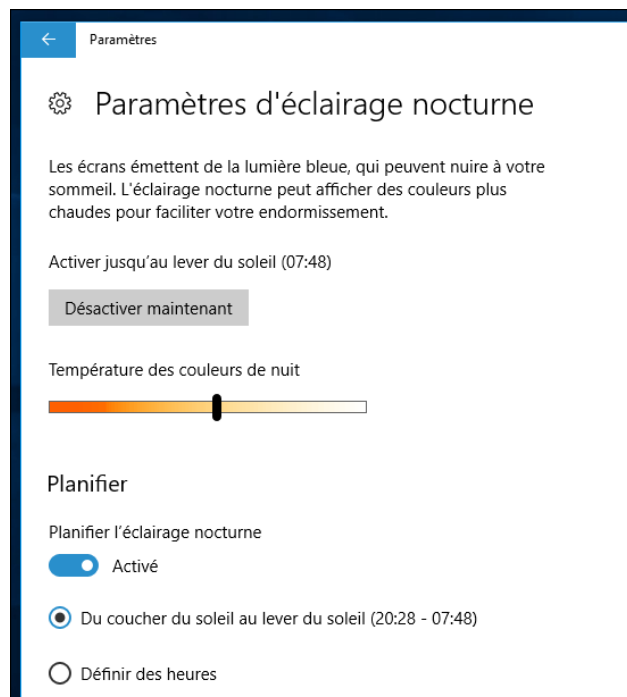 Paramètres
Paramètres d'éclairage nocturne
Les écrans émettent de la lumière bleue, qui peuvent nuire à votre
sommeil. L'éclairage nocturne peut afficher des couleurs plus
chaudes pour faciliter votre endormissement.
Activer jusqu'au lever du soleil (07:48)
Désactiver maintenant
Température des couleurs de nuit
Planifier
Planifier l'éclairage nocturne
Activé
Du coucher du soleil au lever du soleil (20:28 - 07:48)
Définir des heures